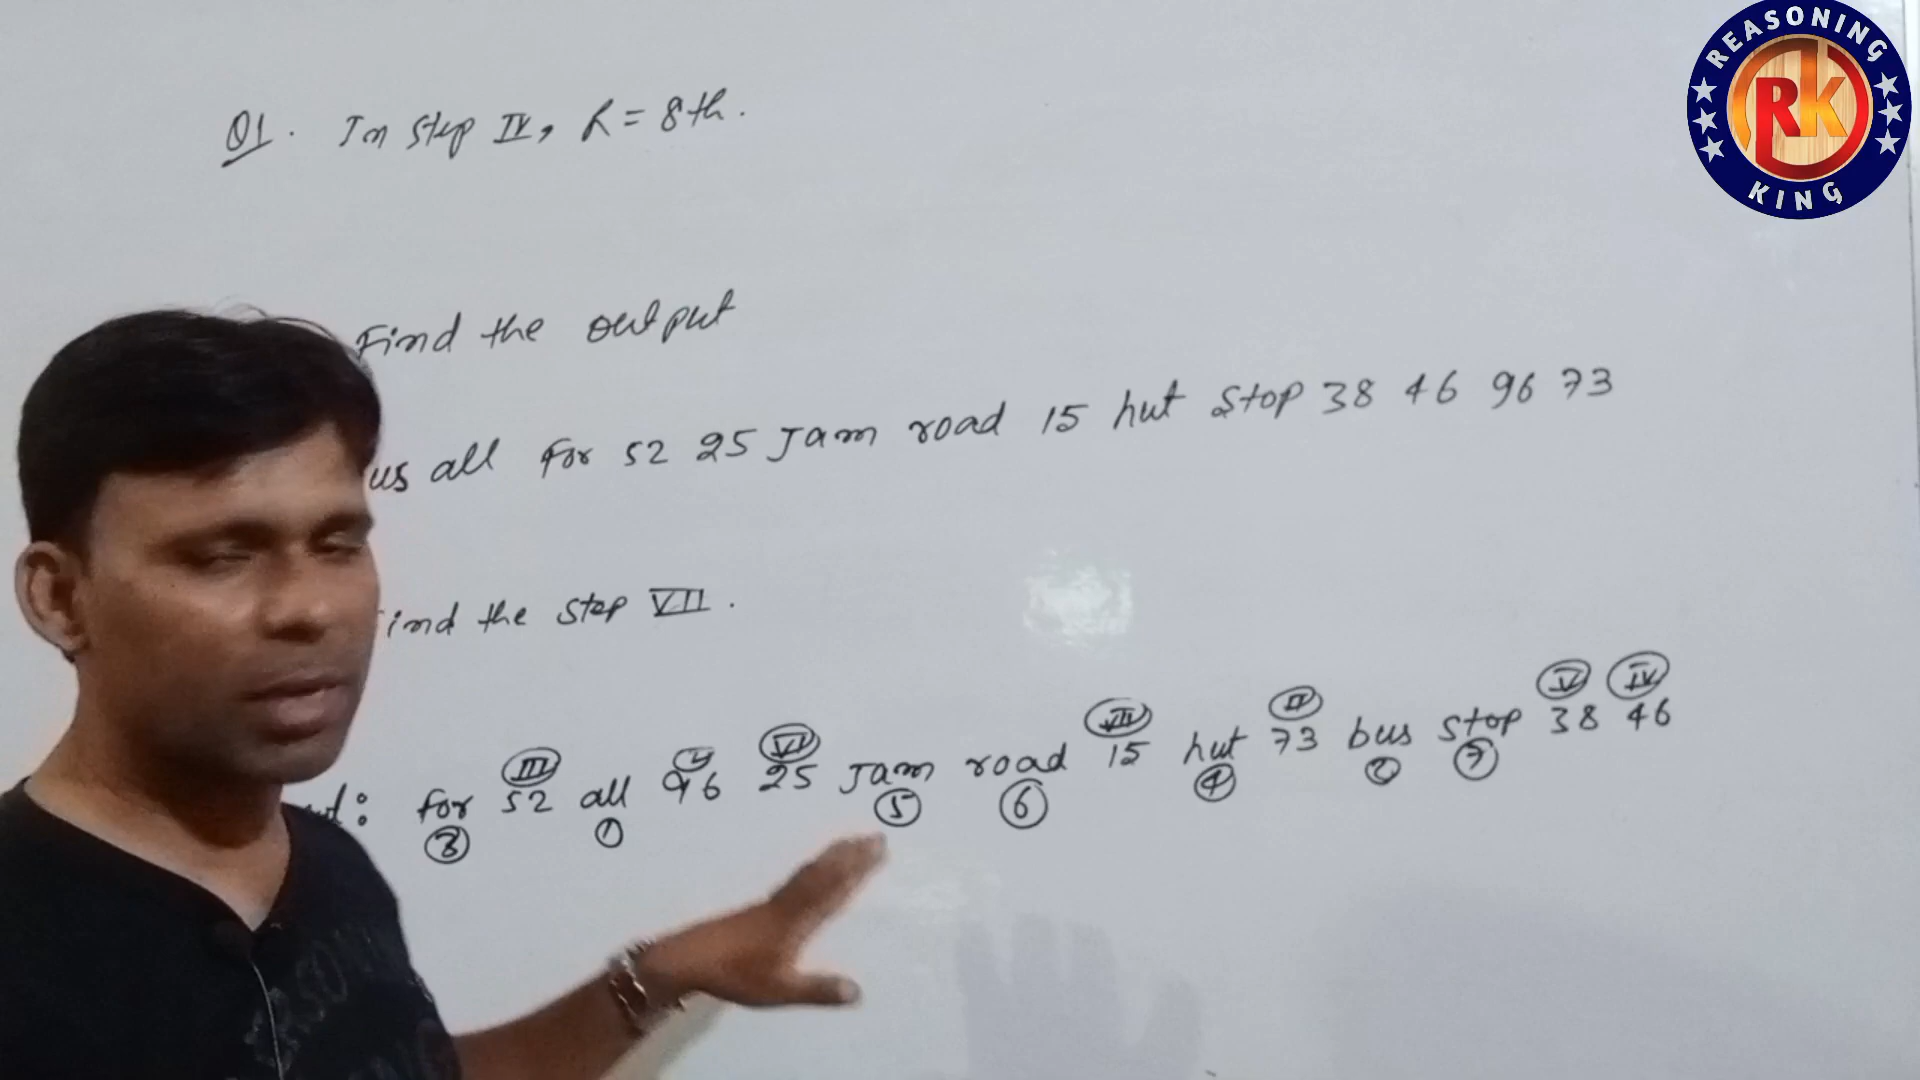 REASONING
RK
KING
Q1. In step IV, R = 8th.
Find the output
us all for 52 25 Jam road 15 hut stop 38 46 96 73
ind the step VII.
III VI VII II V IV
for 52 all 96 25 Jam road 15 hut 73 bus stop 38 46
3 1 5 6 4 2 7